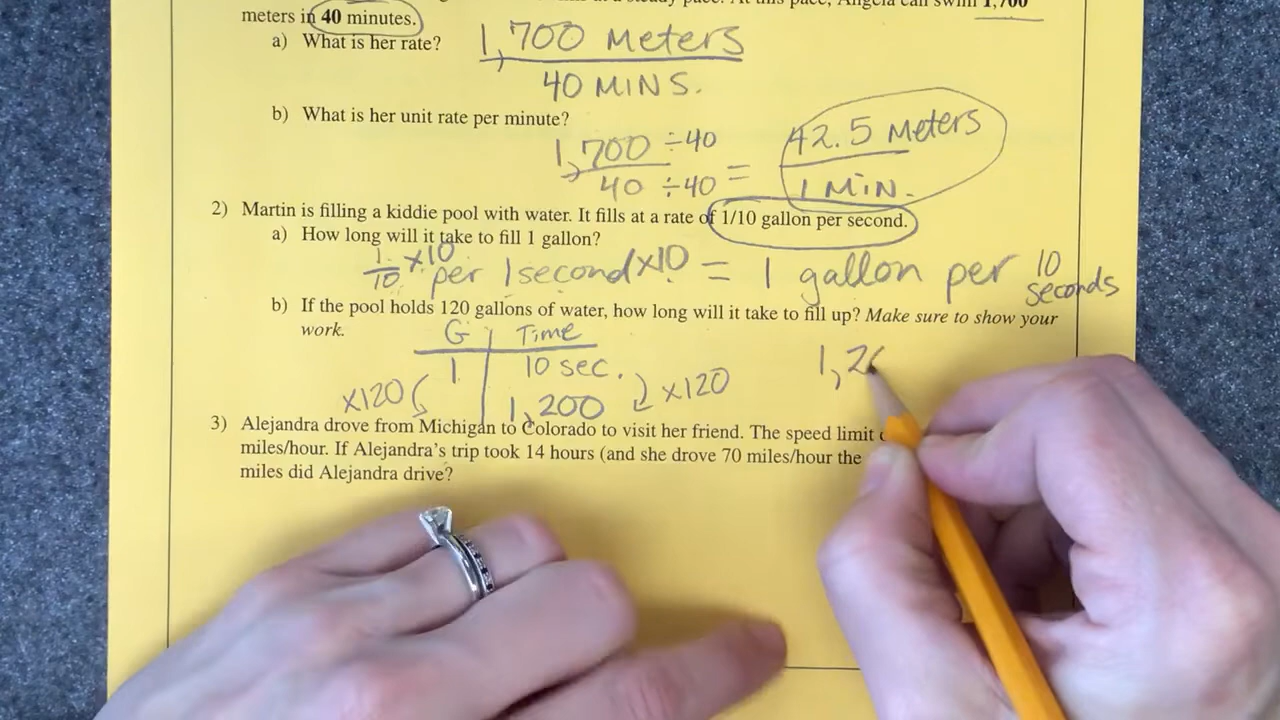 1,700
meters in 40 minutes.
a) What is her rate? 1,700 Meters
40 MINS.
b) What is her unit rate per minute?
1,700 ÷40 = 42.5 Meters
40 ÷40 1 MIN.
2) Martin is filling a kiddie pool with water. It fills at a rate of 1/10 gallon per second.
a) How long will it take to fill 1 gallon?
1/10 ×10 per 1 second ×10 = 1 gallon per 10 seconds
b) If the pool holds 120 gallons of water, how long will it take to fill up? Make sure to show your
work. G Time
1 10 sec.
×120 1,200 ×120
1,20
3) Alejandra drove from Michigan to Colorado to visit her friend. The speed limit
miles/hour. If Alejandra's trip took 14 hours (and she drove 70 miles/hour the
miles did Alejandra drive?